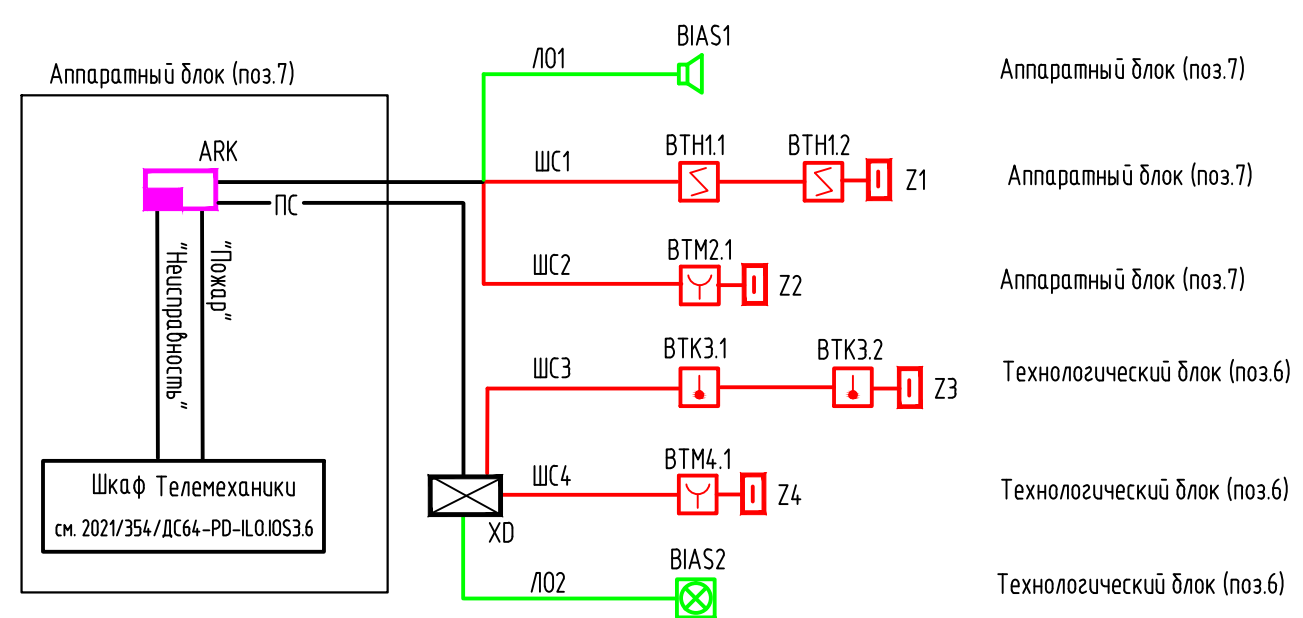 BIAS1
ЛО1
Аппаратный блок (поз.7)
Аппаратный блок (поз.7)
ARK
ШС1
BTH1.1
BTH1.2
Z1
Аппаратный блок (поз.7)
ПС
"Неисправность"
"Пожар"
ШС2
BTM2.1
Z2
Аппаратный блок (поз.7)
ШС3
BTK3.1
BTK3.2
Z3
Технологический блок (поз.6)
Шкаф Телемеханики
см. 2021/354/ДС64-PD-ILO.IOS3.6
ШС4
BTM4.1
Z4
Технологический блок (поз.6)
XD
ЛО2
BIAS2
Технологический блок (поз.6)